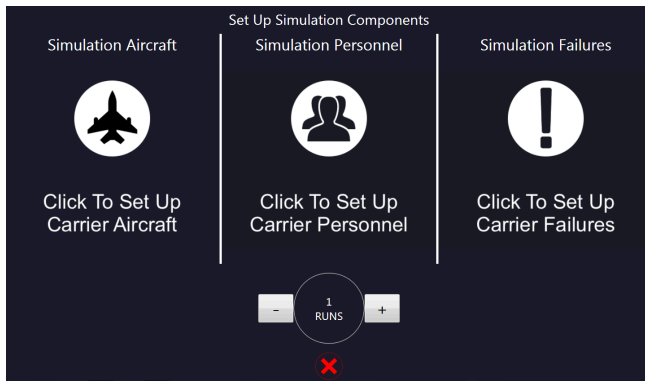 Set Up Simulation Components
Simulation Aircraft
Simulation Personnel
Simulation Failures
Click To Set Up
Carrier Aircraft
Click To Set Up
Carrier Personnel
Click To Set Up
Carrier Failures
-
1
RUNS
+